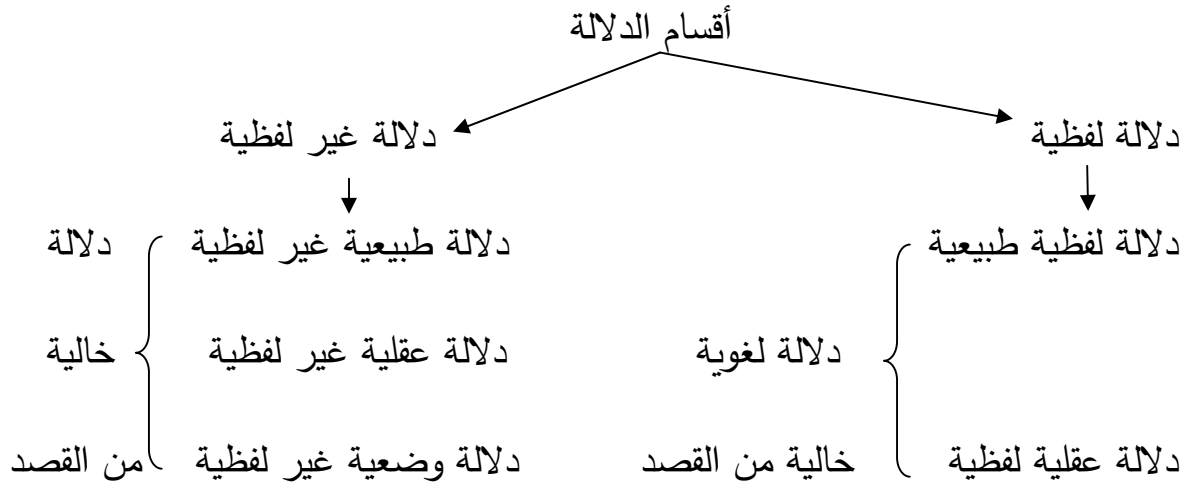 أقسام الدلالة
دلالة لفظية
دلالة غير لفظية
دلالة لفظية طبيعية
دلالة طبيعية غير لفظية
دلالة
دلالة لغوية
دلالة عقلية غير لفظية
خالية
دلالة عقلية لفظية
خالية من القصد
دلالة وضعية غير لفظية
من القصد